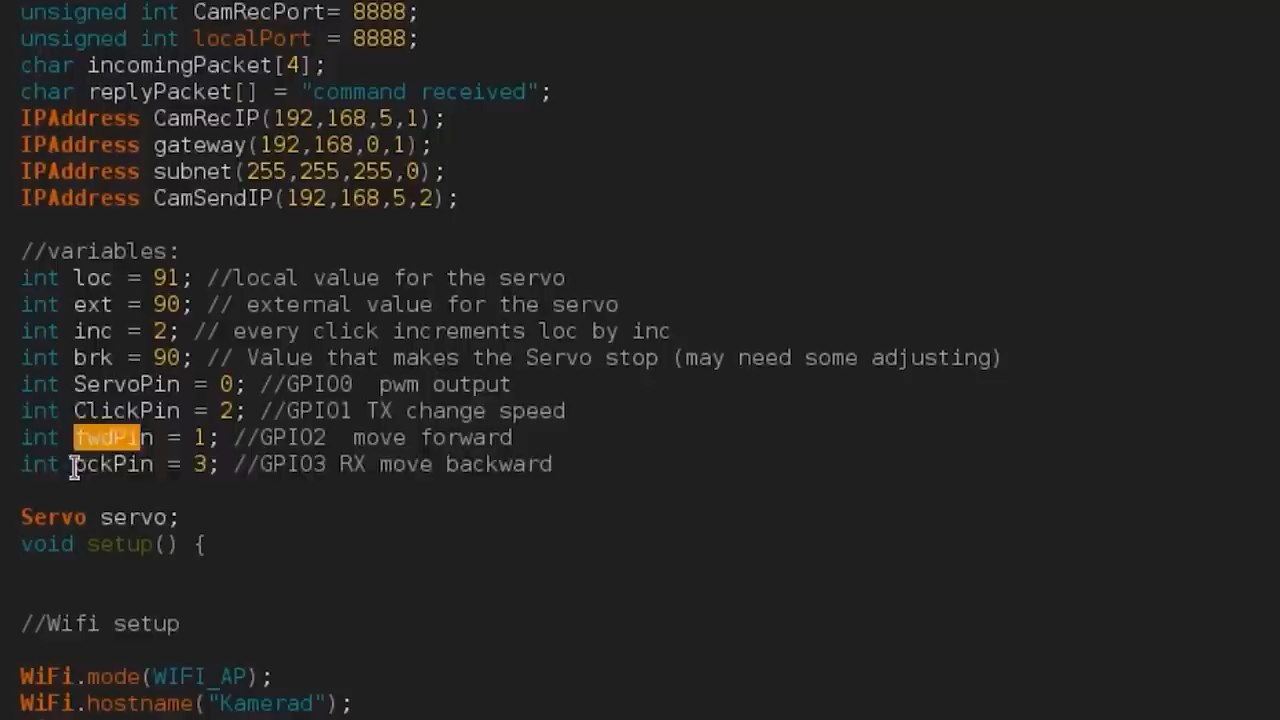 unsigned int CamRecPort= 8888;
unsigned int localPort = 8888;
char incomingPacket[4];
char replyPacket[] = "command received";
IPAddress CamRecIP(192,168,5,1);
IPAddress gateway(192,168,0,1);
IPAddress subnet(255,255,255,0);
IPAddress CamSendIP(192,168,5,2);
//variables:
int loc = 91; //local value for the servo
int ext = 90; // external value for the servo
int inc = 2; // every click increments loc by inc
int brk = 90; // Value that makes the Servo stop (may need some adjusting)
int ServoPin = 0; //GPIO0  pwm output
int ClickPin = 2; //GPIO1 TX change speed
int fwdPin = 1; //GPIO2  move forward
int bckPin = 3; //GPIO3 RX move backward
Servo servo;
void setup() {
//Wifi setup
WiFi.mode(WIFI_AP);
WiFi.hostname("Kamerad");